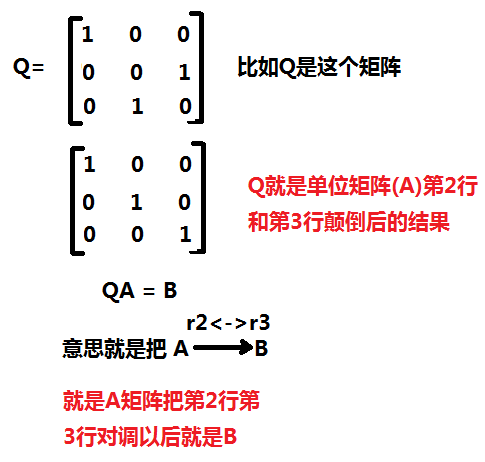 1 0 0
Q= 0 0 1 比如Q是这个矩阵
0 1 0
1 0 0
0 1 0
0 0 1
Q就是单位矩阵(A)第2行
和第3行颠倒后的结果
QA = B
r2<->r3
意思就是把 A B
就是A矩阵把第2行第
3行对调以后就是B